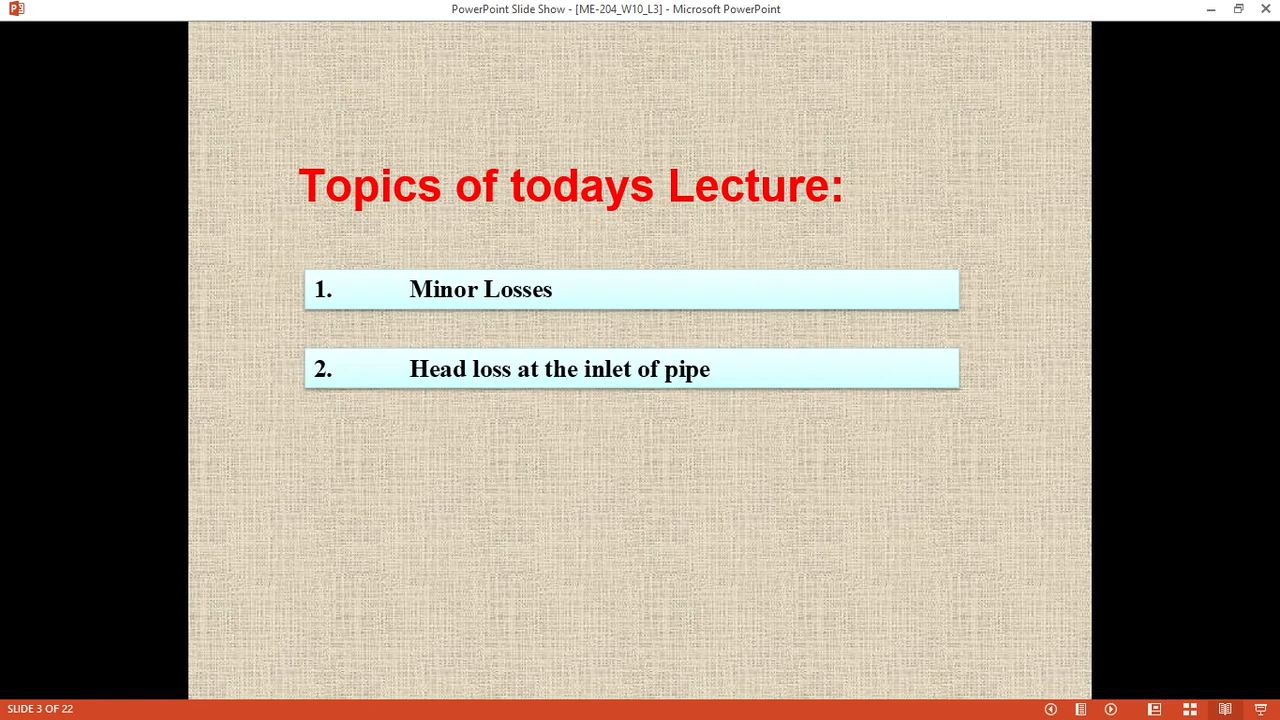 PowerPoint Slide Show - [ME-204_W10_L3] - Microsoft PowerPoint
Topics of todays Lecture:
1. Minor Losses
2. Head loss at the inlet of pipe
SLIDE 3 OF 22